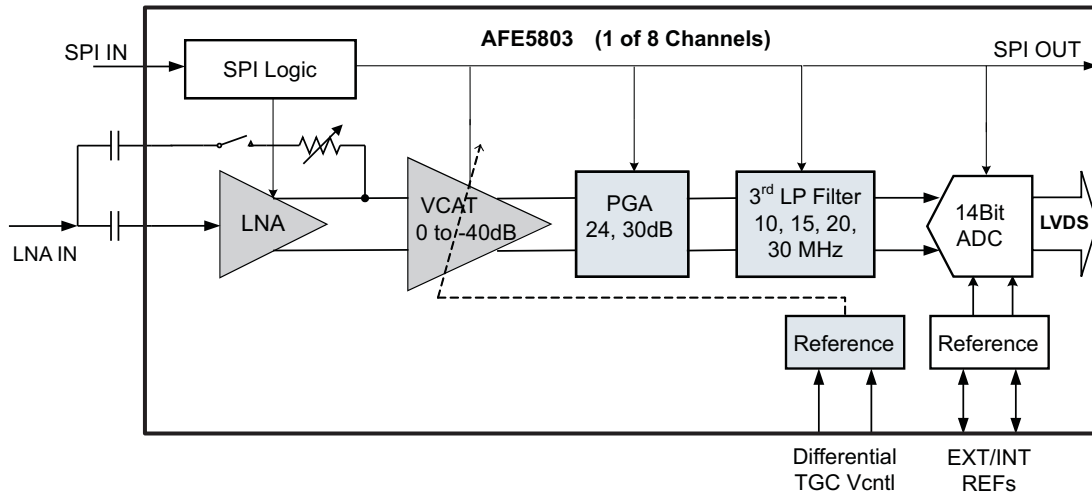 AFE5803 (1 of 8 Channels)
SPI IN
SPI OUT
SPI Logic
LNA
VCAT
0 to -40dB
PGA
24, 30dB
3rd LP Filter
10, 15, 20,
30 MHz
14Bit
ADC
LVDS
LNA IN
Reference
Reference
Differential
TGC Vcntl
EXT/INT
REFs